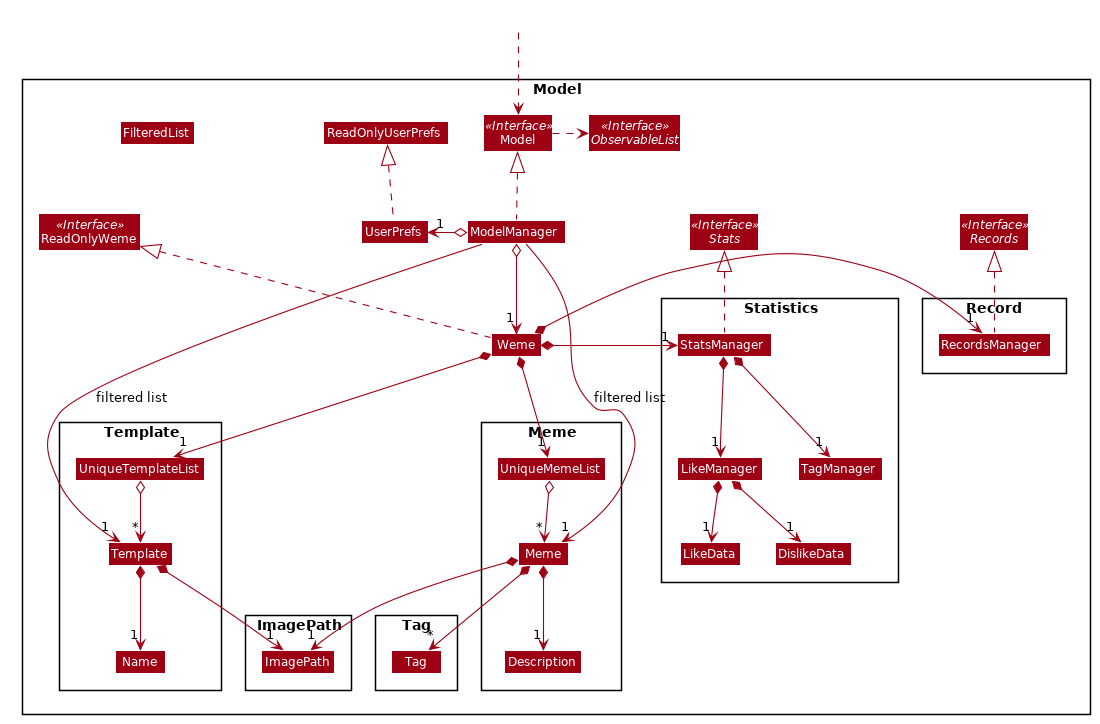 Model
FilteredList
ReadOnlyUserPrefs
«Interface»
Model
«Interface»
ObservableList
«Interface»
ReadOnlyWeme
UserPrefs
1
ModelManager
«Interface»
Stats
«Interface»
Records
Statistics
Record
1
Weme
1
StatsManager
1
RecordsManager
filtered list
filtered list
Template
Meme
1
1
1
1
UniqueTemplateList
UniqueMemeList
LikeManager
TagManager
1
*
*
1
1
1
Template
Meme
LikeData
DislikeData
ImagePath
Tag
1
1
1
*
1
Name
ImagePath
Tag
Description